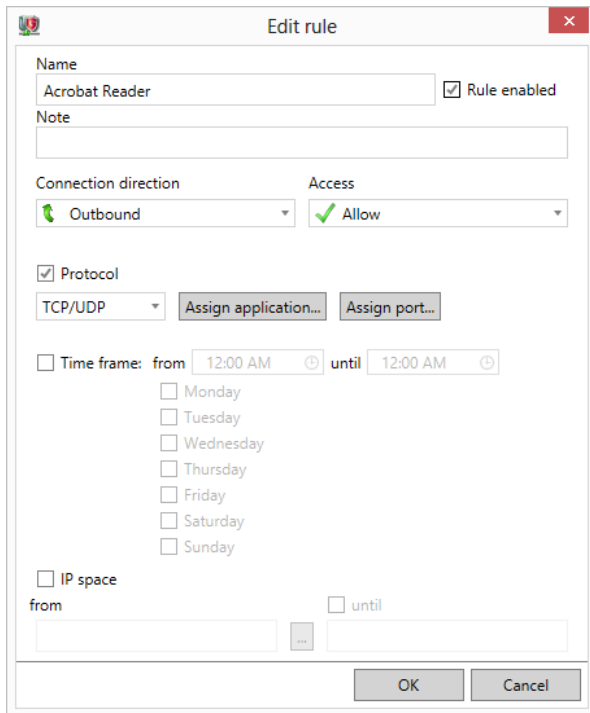 Edit rule
Name
Acrobat Reader
Rule enabled
Note
Connection direction Access
Outbound Allow
Protocol
TCP/UDP Assign application... Assign port...
Time frame: from 12:00 AM until 12:00 AM
Monday
Tuesday
Wednesday
Thursday
Friday
Saturday
Sunday
IP space
from until
...
OK Cancel